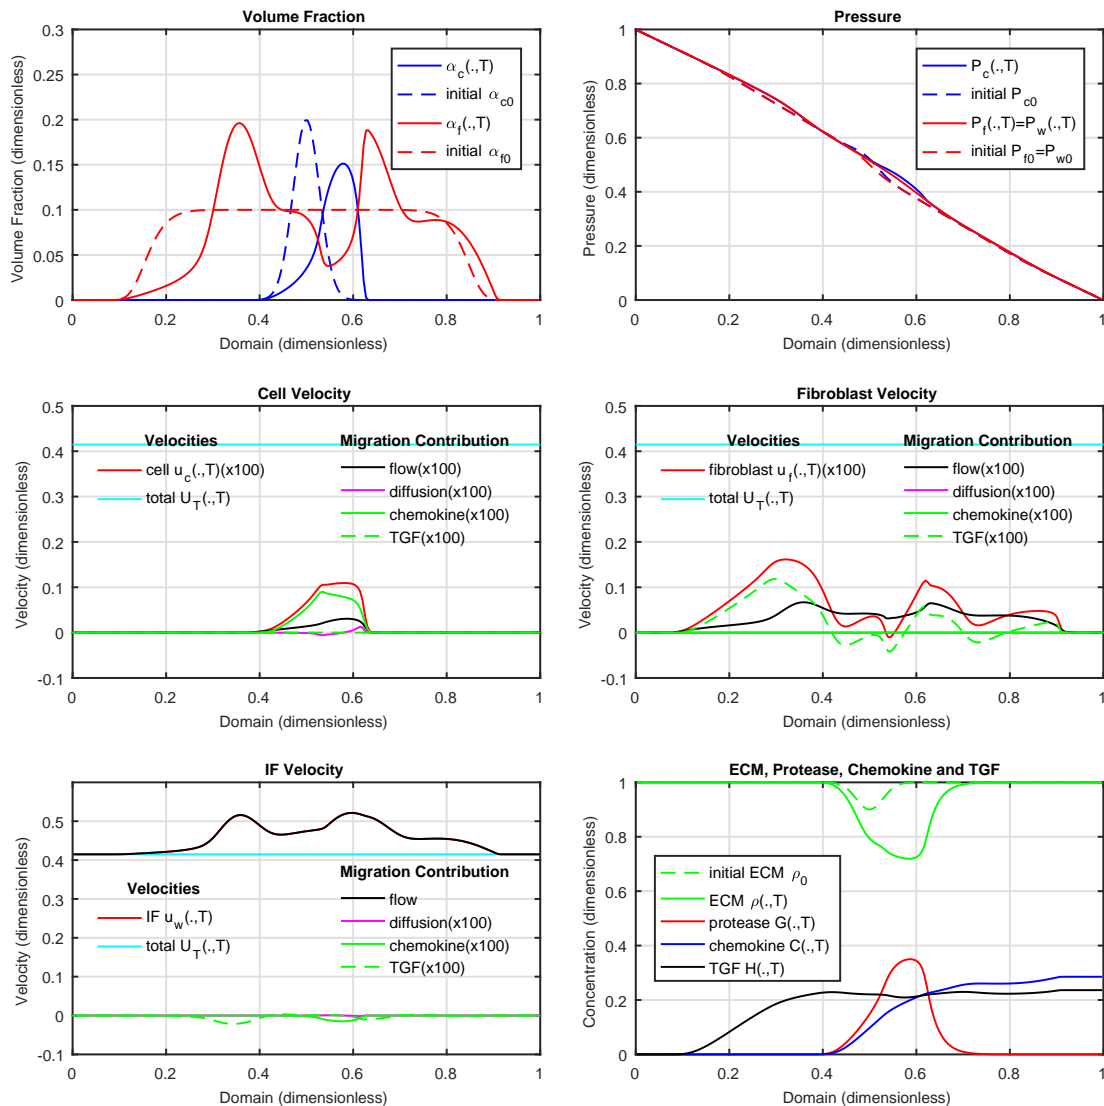 Volume Fraction
Volume Fraction (dimensionless)
0.3
0.25
0.2
0.15
0.1
0.05
0
α_c(.,T)
initial α_c0
α_f(.,T)
initial α_f0
0 0.2 0.4 0.6 0.8 1
Domain (dimensionless)
Pressure
Pressure (dimensionless)
1
0.8
0.6
0.4
0.2
0
P_c(.,T)
initial P_c0
P_f(.,T)=P_w(.,T)
initial P_f0=P_w0
0 0.2 0.4 0.6 0.8 1
Domain (dimensionless)
Cell Velocity
Velocity (dimensionless)
0.5
0.4
0.3
0.2
0.1
0
-0.1
Velocities
cell u_c(.,T)(x100)
total U_T(.,T)
Migration Contribution
flow(x100)
diffusion(x100)
chemokine(x100)
TGF(x100)
0 0.2 0.4 0.6 0.8 1
Domain (dimensionless)
Fibroblast Velocity
Velocity (dimensionless)
0.5
0.4
0.3
0.2
0.1
0
-0.1
Velocities
fibroblast u_f(.,T)(x100)
total U_T(.,T)
Migration Contribution
flow(x100)
diffusion(x100)
chemokine(x100)
TGF(x100)
0 0.2 0.4 0.6 0.8 1
Domain (dimensionless)
IF Velocity
Velocity (dimensionless)
0.5
0.4
0.3
0.2
0.1
0
-0.1
Velocities
IF u_w(.,T)
total U_T(.,T)
Migration Contribution
flow
diffusion(x100)
chemokine(x100)
TGF(x100)
0 0.2 0.4 0.6 0.8 1
Domain (dimensionless)
ECM, Protease, Chemokine and TGF
Concentration (dimensionless)
1
0.8
0.6
0.4
0.2
0
initial ECM ρ_0
ECM ρ(.,T)
protease G(.,T)
chemokine C(.,T)
TGF H(.,T)
0 0.2 0.4 0.6 0.8 1
Domain (dimensionless)